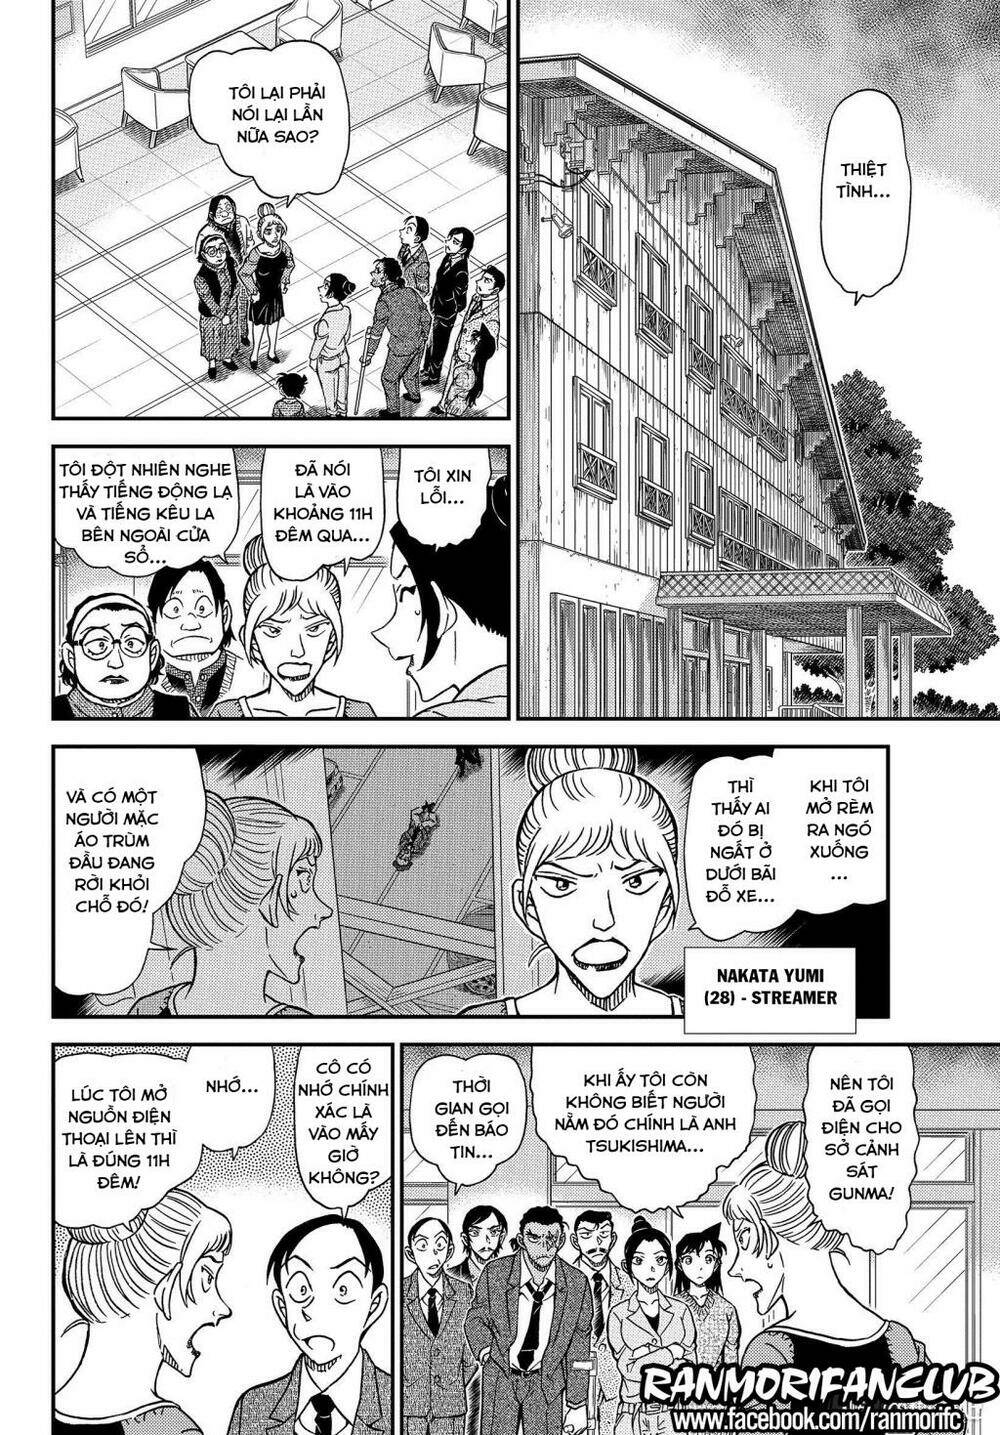 THIỆT
TÌNH...
TÔI LẠI PHẢI
NÓI LẠI LẦN
NỮA SAO?
TÔI XIN
LỖI...
ĐÃ NÓI
LÀ VÀO
KHOẢNG 11H
ĐÊM QUA...
TÔI ĐỘT NHIÊN NGHE
THẤY TIẾNG ĐỘNG LẠ
VÀ TIẾNG KÊU LA
BÊN NGOÀI CỬA
SỔ...
KHI TÔI
MỞ RÈM
RA NGÓ
XUỐNG
...
THÌ
THẤY AI
ĐÓ BỊ
NGẤT Ở
DƯỚI BÃI
ĐỖ XE...
NAKATA YUMI
(28) - STREAMER
VÀ CÓ MỘT
NGƯỜI MẶC
ÁO TRÙM
ĐẦU ĐANG
RỜI KHỎI
CHỖ ĐÓ!
NÊN TÔI
ĐÃ GỌI
ĐIỆN CHO
SỞ CẢNH
SÁT
GUNMA!
KHI ẤY TÔI CÒN
KHÔNG BIẾT NGƯỜI
NẰM ĐÓ CHÍNH LÀ ANH
TSUKISHIMA...
THỜI
GIAN GỌI
ĐẾN BÁO
TIN...
CÔ CÓ
NHỚ CHÍNH
XÁC LÀ
VÀO MẤY
GIỜ
KHÔNG?
NHỚ...
LÚC TÔI MỞ
NGUỒN ĐIỆN
THOẠI LÊN THÌ
LÀ ĐÚNG 11H
ĐÊM!
RANMORIFANCLUB
www.facebook.com/ranmorifc